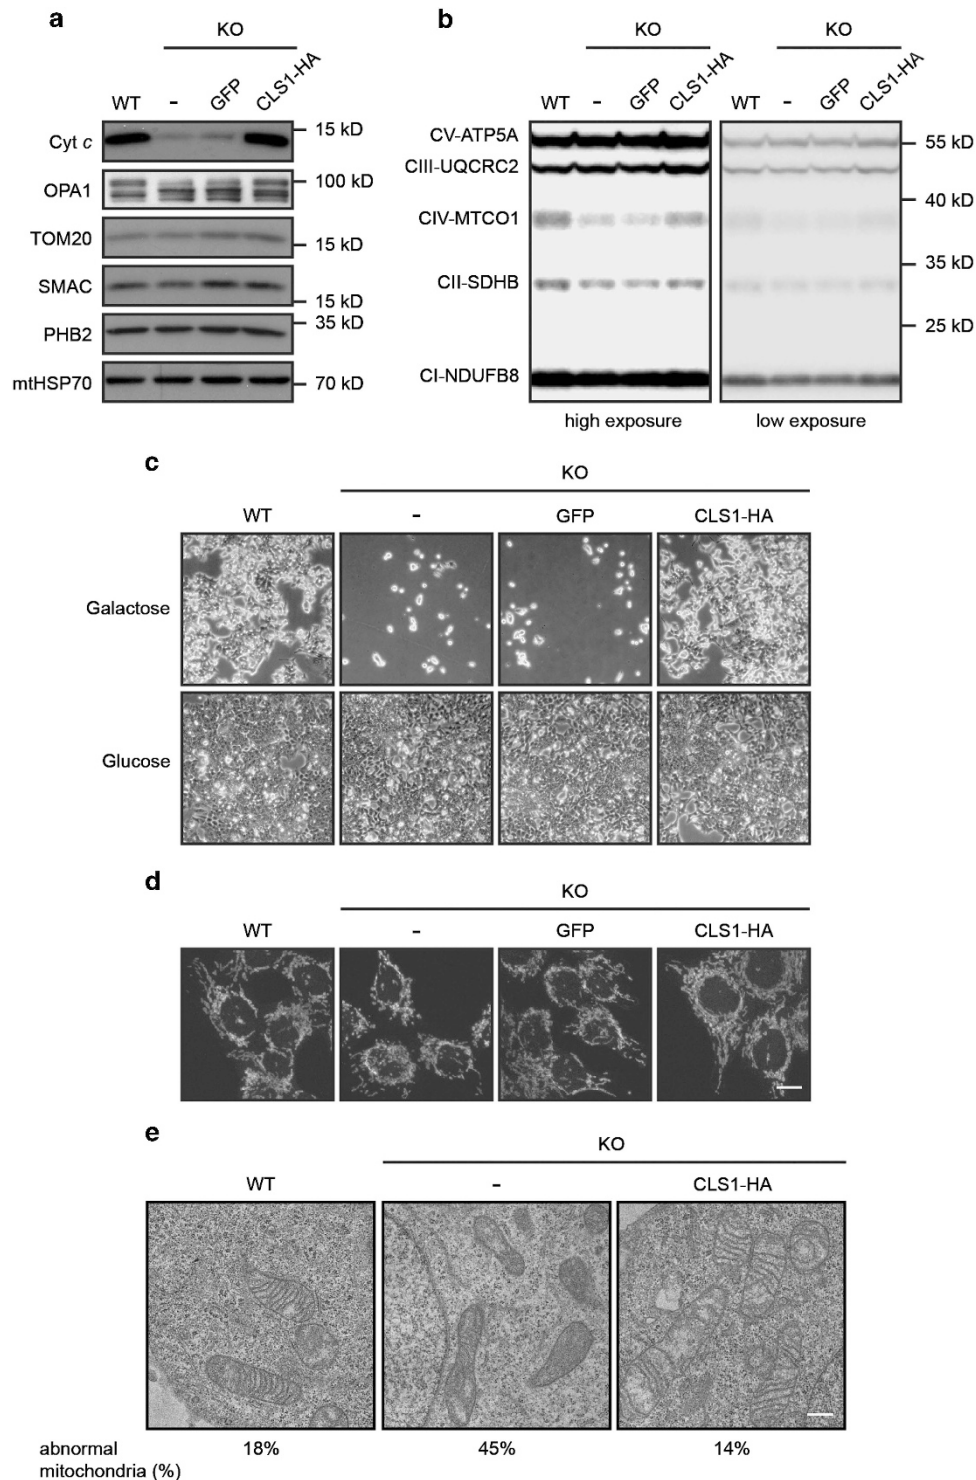 a
KO
WT - GFP CLS1-HA
Cyt c
15 kD
OPA1
100 kD
TOM20
15 kD
SMAC
15 kD
PHB2
35 kD
mtHSP70
70 kD
b
KO KO
WT - GFP CLS1-HA WT - GFP CLS1-HA
CV-ATP5A
55 kD
CIII-UQCRC2
40 kD
CIV-MTCO1
35 kD
CII-SDHB
25 kD
CI-NDUFB8
high exposure low exposure
c
KO
WT - GFP CLS1-HA
Galactose
Glucose
d
KO
WT - GFP CLS1-HA
e
KO
WT - CLS1-HA
abnormal 18% 45% 14%
mitochondria (%)